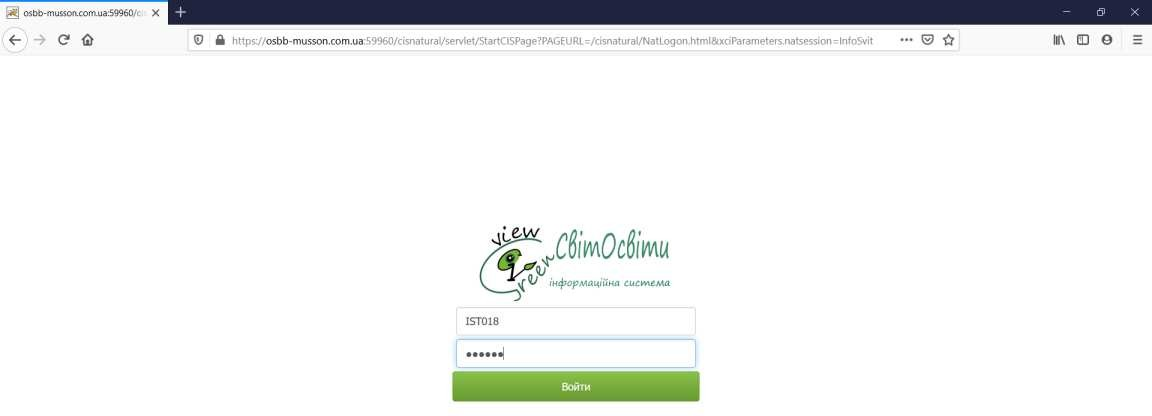 osbb-musson.com.ua:59960/cis
https://osbb-musson.com.ua:59960/cisnatural/servlet/StartCISPage?PAGEURL=/cisnatural/NatLogon.html&xciParameters.natsession=InfoSvit
view
Green
СвітОсвіти
інформаційна система
IST018
••••••
Войти